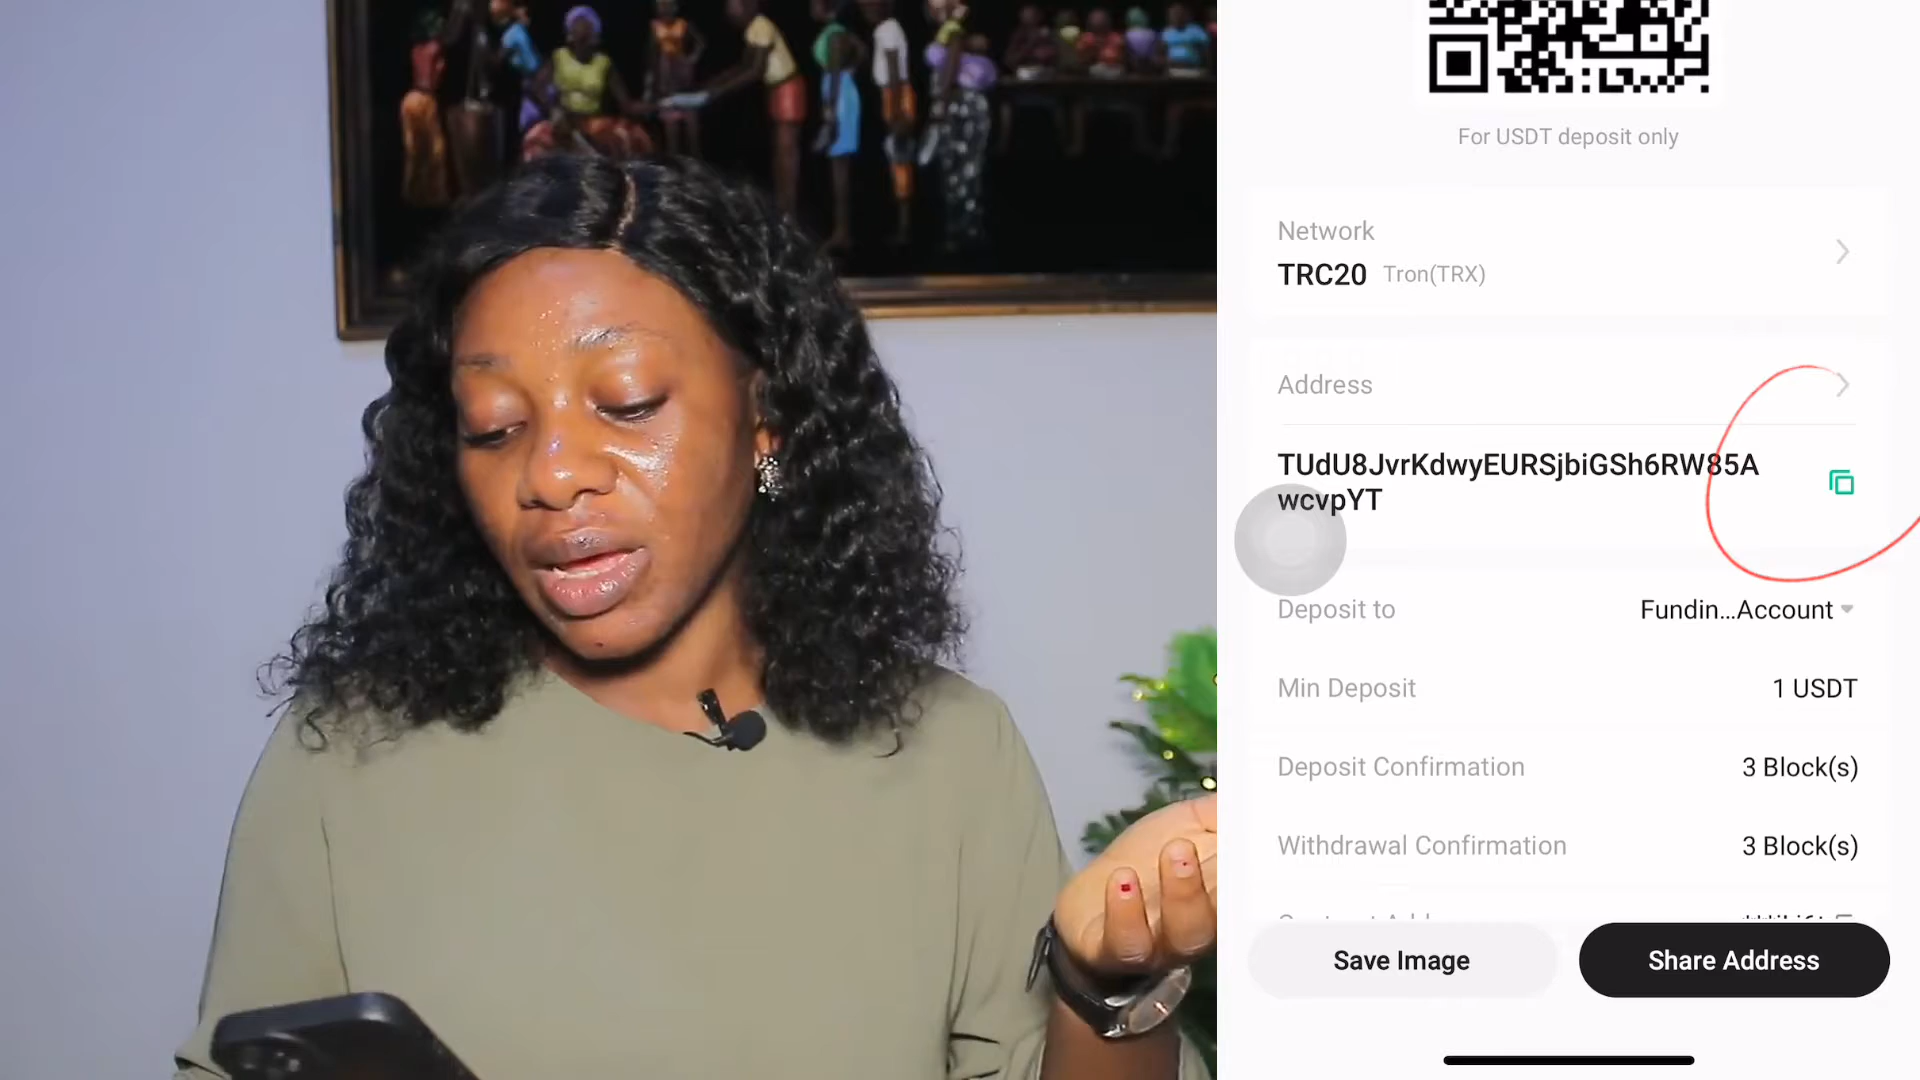 For USDT deposit only
Network
TRC20 Tron(TRX)
Address
TUdU8JvrKdwyEURSjbiGSh6RW85A
wcvpYT
Deposit to Fundin...Account
Min Deposit 1 USDT
Deposit Confirmation 3 Block(s)
Withdrawal Confirmation 3 Block(s)
Save Image Share Address